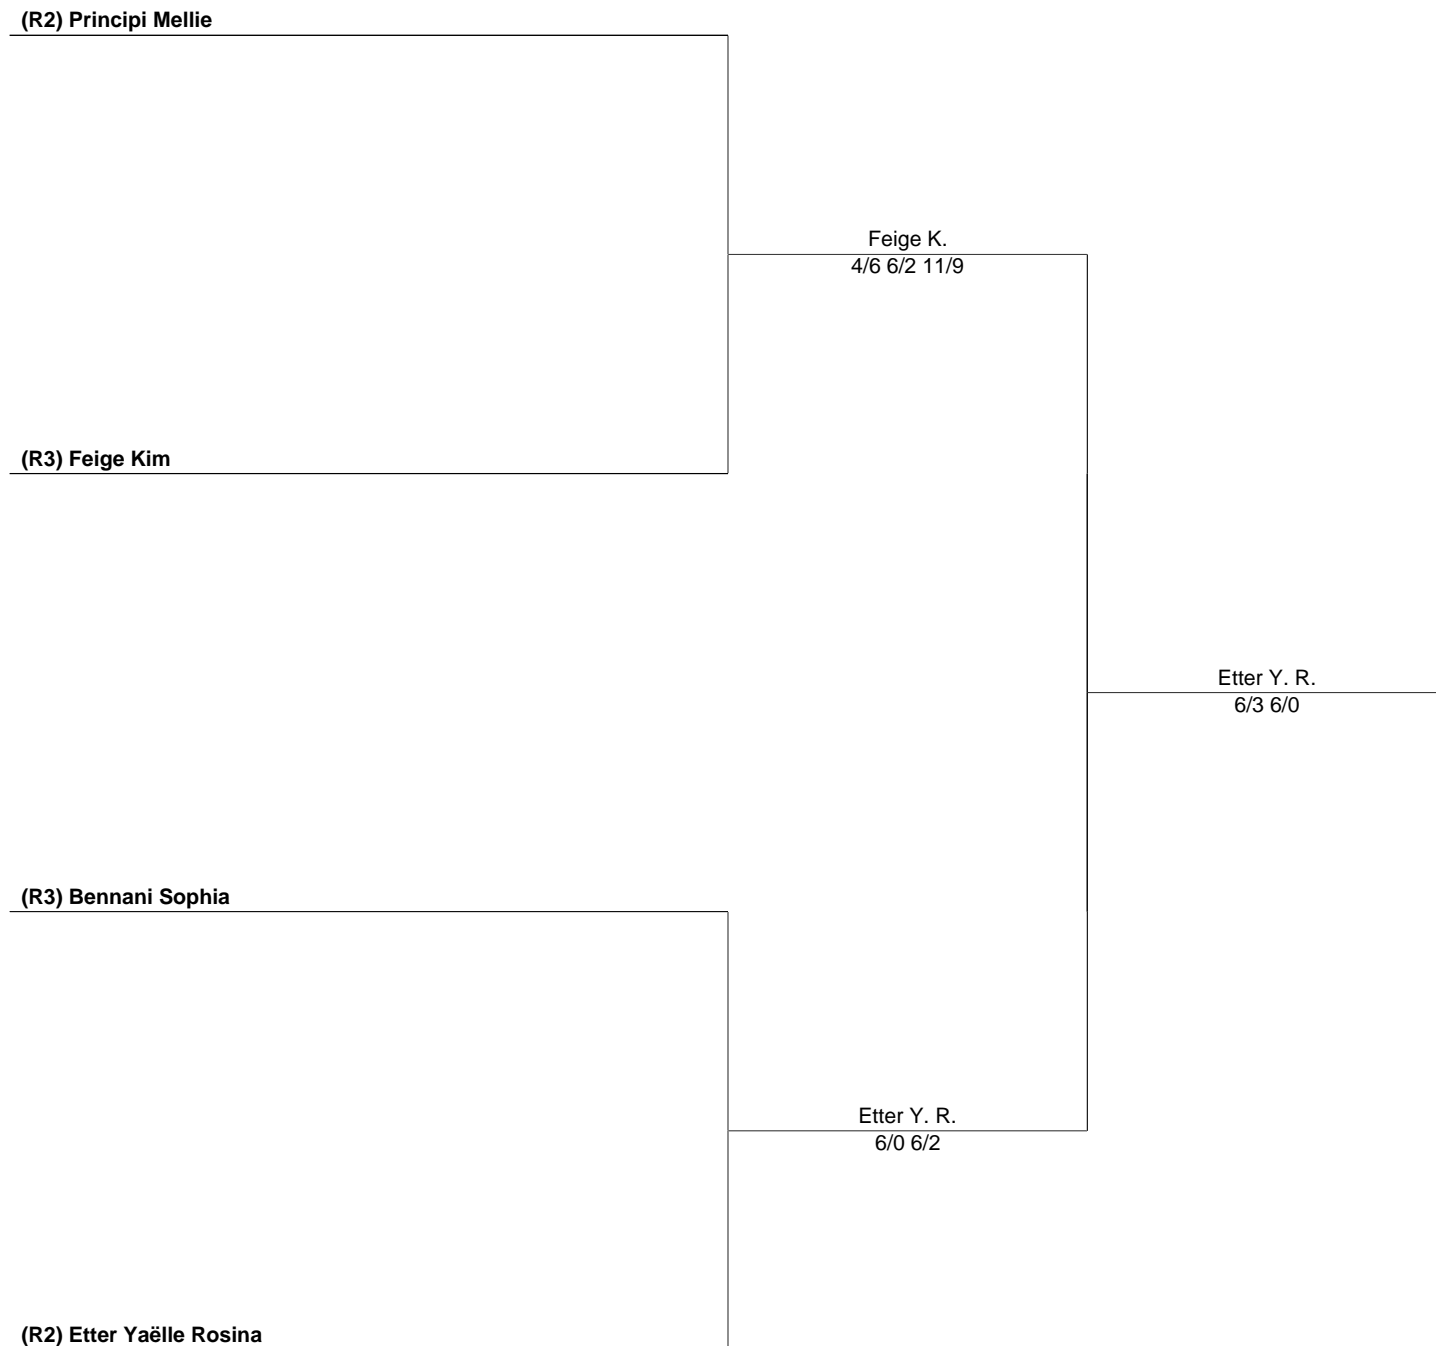 (R2) Principi Mellie
Feige K.
4/6 6/2 11/9
(R3) Feige Kim
Etter Y. R.
6/3 6/0
(R3) Bennani Sophia
Etter Y. R.
6/0 6/2
(R2) Etter Yaëlle Rosina